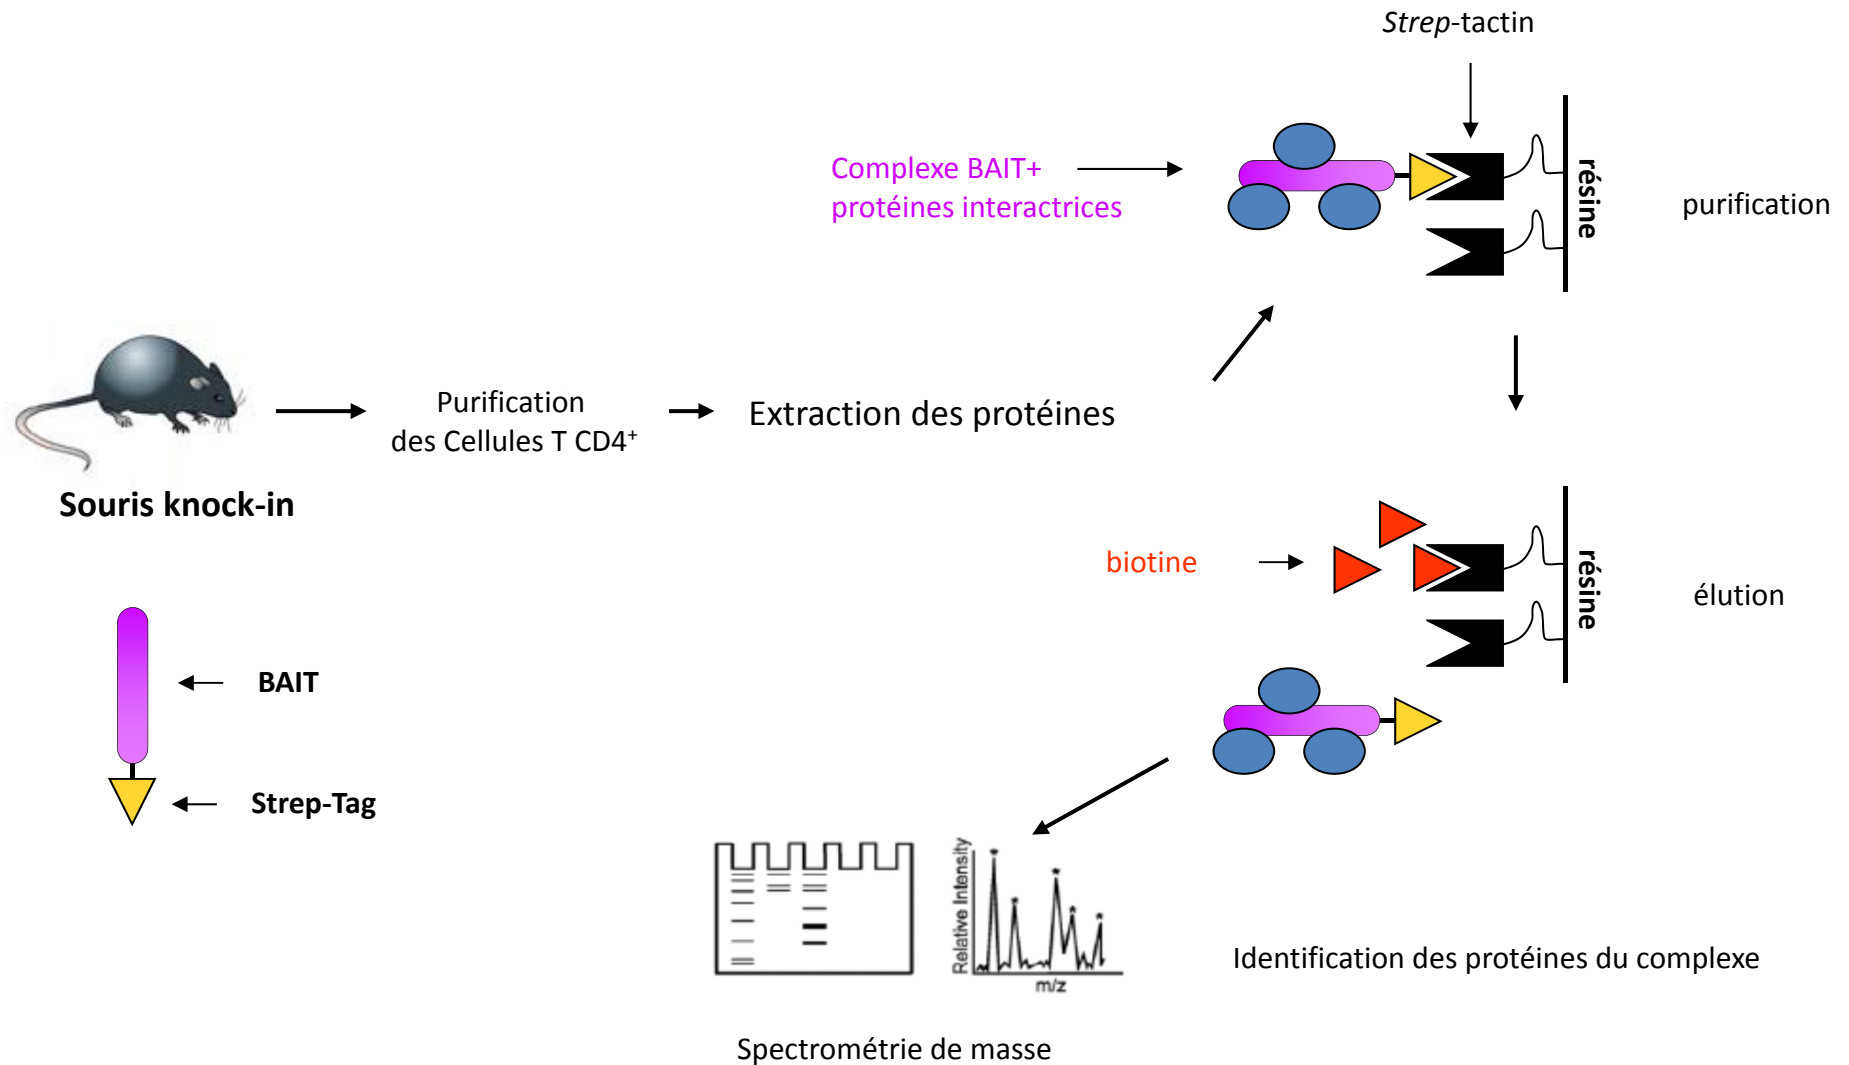 Strep-tactin
Complexe BAIT+
protéines interactrices
résine
purification
Purification
des Cellules T CD4+
Extraction des protéines
Souris knock-in
biotine
résine
élution
BAIT
Strep-Tag
Relative Intensity
m/z
Identification des protéines du complexe
Spectrométrie de masse